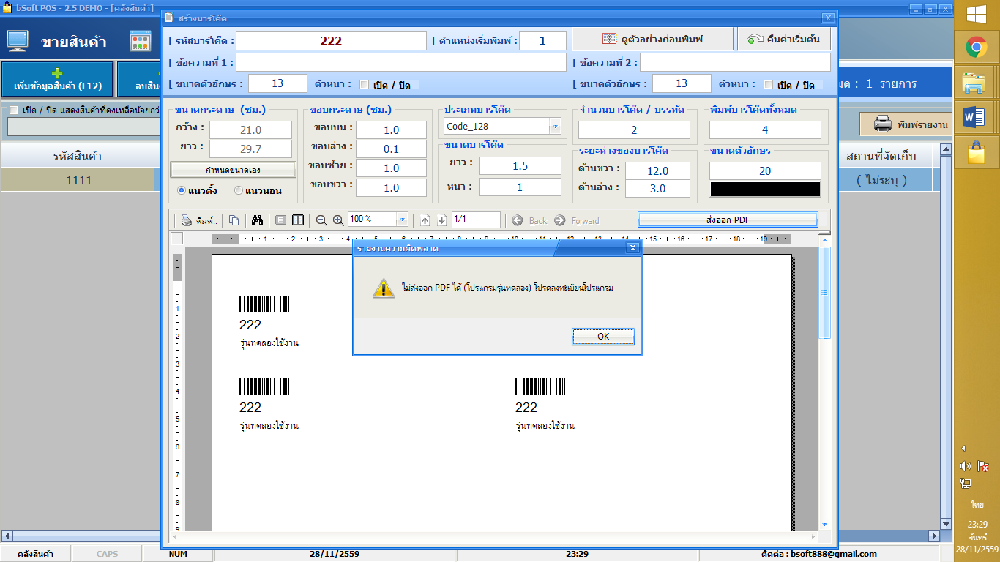 bSoft POS - 2.5 DEMO - [คลังสินค้า]
ขายสินค้า
เพิ่มข้อมูลสินค้า (F12)
ลบสิน
มด : 1 รายการ
เปิด / ปิด แสดงสินค้าที่คงเหลือน้อยกว่
พิมพ์รายงาน
รหัสสินค้า
สถานที่จัดเก็บ
1111
( ไม่ระบุ )
สร้างบาร์โค๊ด
[ รหัสบาร์โค๊ด : 222 [ ตำแหน่งเริ่มพิมพ์ : 1 ดูตัวอย่างก่อนพิมพ์ คืนค่าเริ่มต้น
[ ข้อความที่ 1 : [ ข้อความที่ 2 :
[ ขนาดตัวอักษร : 13 ตัวหนา : เปิด / ปิด [ ขนาดตัวอักษร : 13 ตัวหนา : เปิด / ปิด
ขนาดกระดาษ (ซม.)
กว้าง : 21.0
ยาว : 29.7
กำหนดขนาดเอง
แนวตั้ง แนวนอน
ขอบกระดาษ (ซม.)
ขอบบน : 1.0
ขอบล่าง : 0.1
ขอบซ้าย : 1.0
ขอบขวา : 1.0
ประเภทบาร์โค๊ด
Code_128
ขนาดบาร์โค๊ด
ยาว : 1.5
หนา : 1
จำนวนบาร์โค๊ด / บรรทัด
2
ระยะห่างของบาร์โค๊ด
ด้านขวา : 12.0
ด้านล่าง : 3.0
พิมพ์บาร์โค๊ดทั้งหมด
4
ขนาดตัวอักร
20
พิมพ์.. 100 % 1/1 Back Forward ส่งออก PDF
1 2 3 4 5 6 7 8 9 10 11 12 13 14 15 16 17 18 19
1
2
3
4
5
6
7
8
9
รายงานความผิดพลาด
ไม่ส่งออก PDF ได้ (โปรแกรมรุ่นทดลอง) โปรดลงทะเบียนโปรแกรม
OK
222
รุ่นทดลองใช้งาน
222
รุ่นทดลองใช้งาน
222
รุ่นทดลองใช้งาน
คลังสินค้า CAPS NUM 28/11/2559 23:29 ติดต่อ : bsoft888@gmail.com
ไทย
23:29
จันทร์
28/11/2559